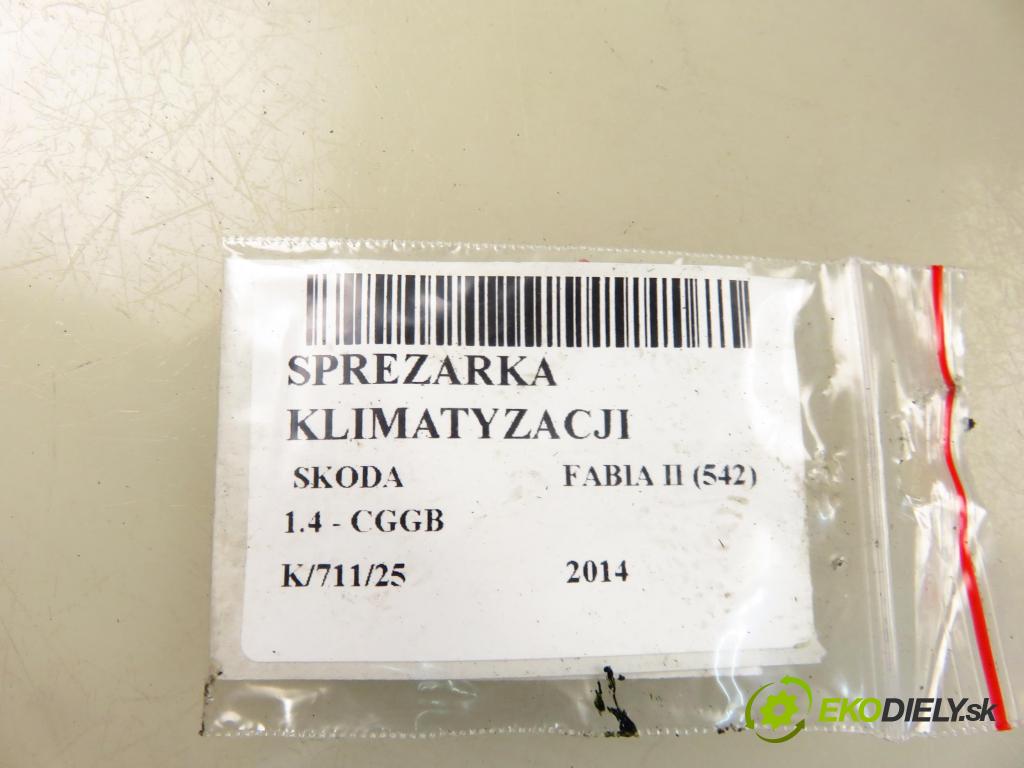 SPREZARKA
KLIMATYZACJI
SKODA FABIA II (542)
1.4 - CGGB
K/711/25 2014
EKODIELY.sk